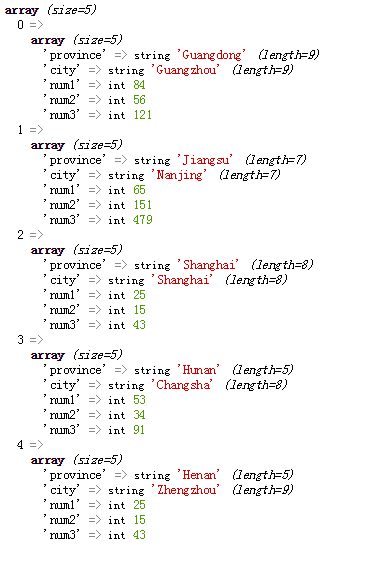 array (size=5)
0 =>
array (size=5)
'province' => string 'Guangdong' (length=9)
'city' => string 'Guangzhou' (length=9)
'num1' => int 84
'num2' => int 56
'num3' => int 121
1 =>
array (size=5)
'province' => string 'Jiangsu' (length=7)
'city' => string 'Nanjing' (length=7)
'num1' => int 65
'num2' => int 151
'num3' => int 479
2 =>
array (size=5)
'province' => string 'Shanghai' (length=8)
'city' => string 'Shanghai' (length=8)
'num1' => int 25
'num2' => int 15
'num3' => int 43
3 =>
array (size=5)
'province' => string 'Hunan' (length=5)
'city' => string 'Changsha' (length=8)
'num1' => int 53
'num2' => int 34
'num3' => int 91
4 =>
array (size=5)
'province' => string 'Henan' (length=5)
'city' => string 'Zhengzhou' (length=9)
'num1' => int 25
'num2' => int 15
'num3' => int 43